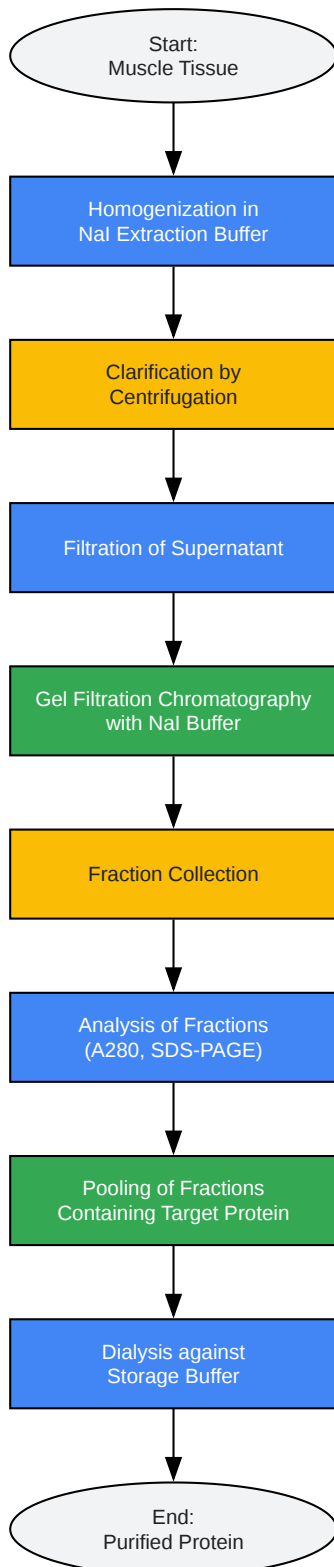 Start:
Muscle Tissue
Homogenization in
NaI Extraction Buffer
Clarification by
Centrifugation
Filtration of Supernatant
Gel Filtration Chromatography
with NaI Buffer
Fraction Collection
Analysis of Fractions
(A280, SDS-PAGE)
Pooling of Fractions
Containing Target Protein
Dialysis against
Storage Buffer
End:
Purified Protein